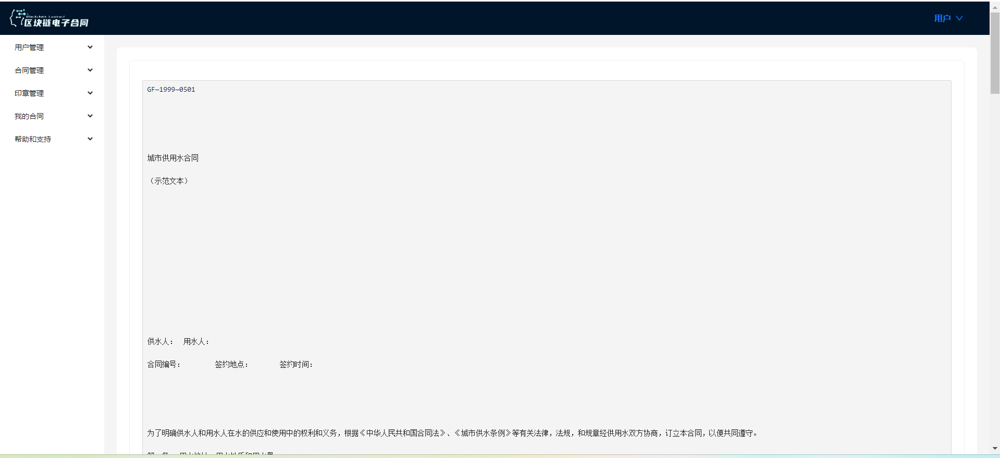 Blockchain Contract
区块链电子合同
用户
用户管理
合同管理
印章管理
我的合同
帮助和支持
GF—1999—0501
城市供用水合同
（示范文本）
供水人： 用水人：
合同编号： 签约地点： 签约时间：
为了明确供水人和用水人在水的供应和使用中的权利和义务，根据《中华人民共和国合同法》、《城市供水条例》等有关法律，法规，和规章经供用水双方协商，订立本合同，以便共同遵守。